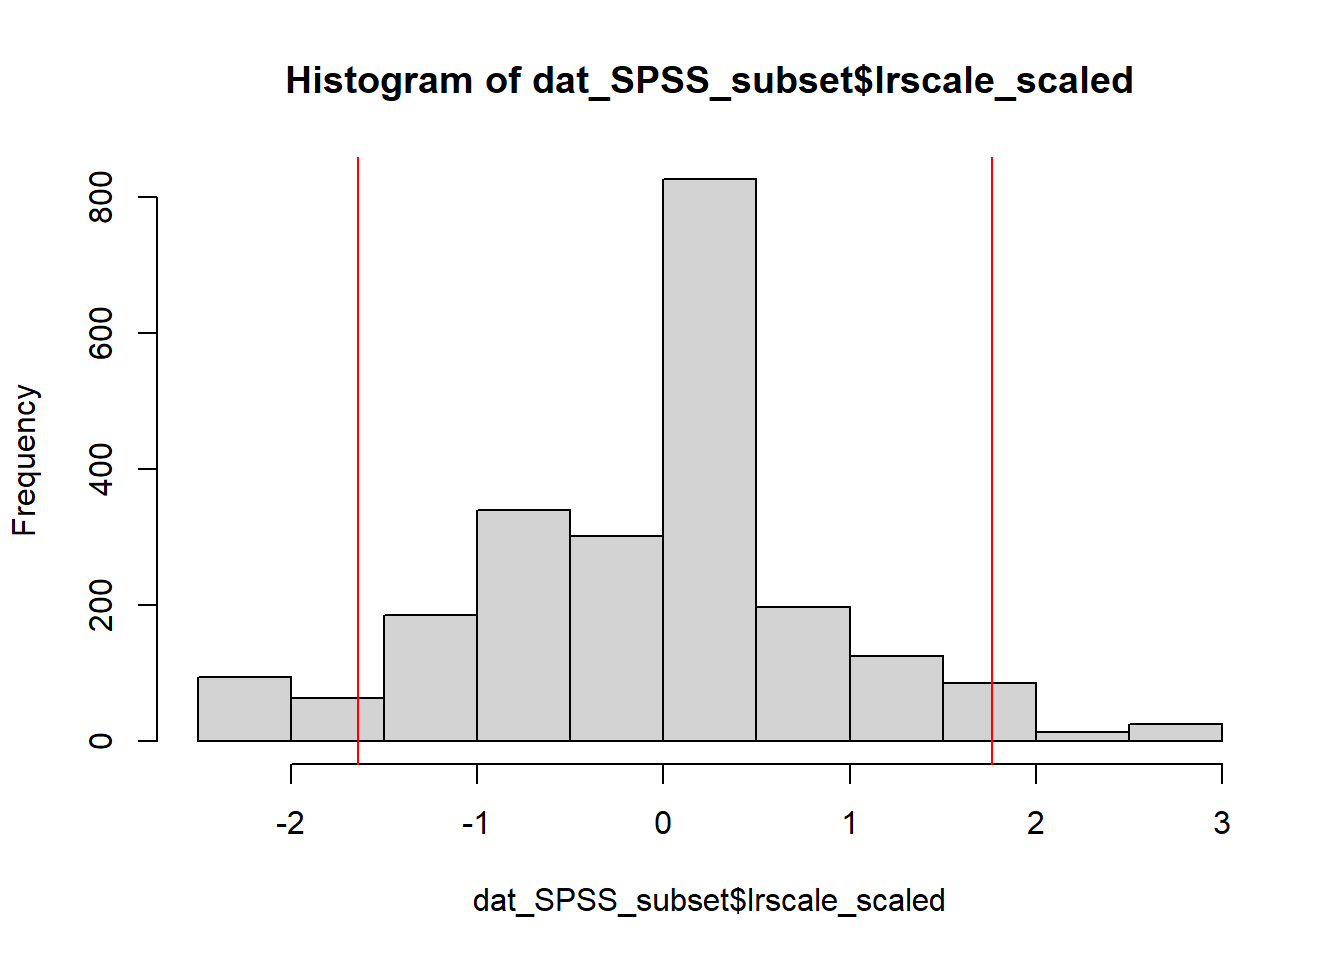 Histogram of dat_SPSS_subset$lrscale_scaled
800
600
400
200
0
Frequency
-2 -1 0 1 2 3
dat_SPSS_subset$lrscale_scaled